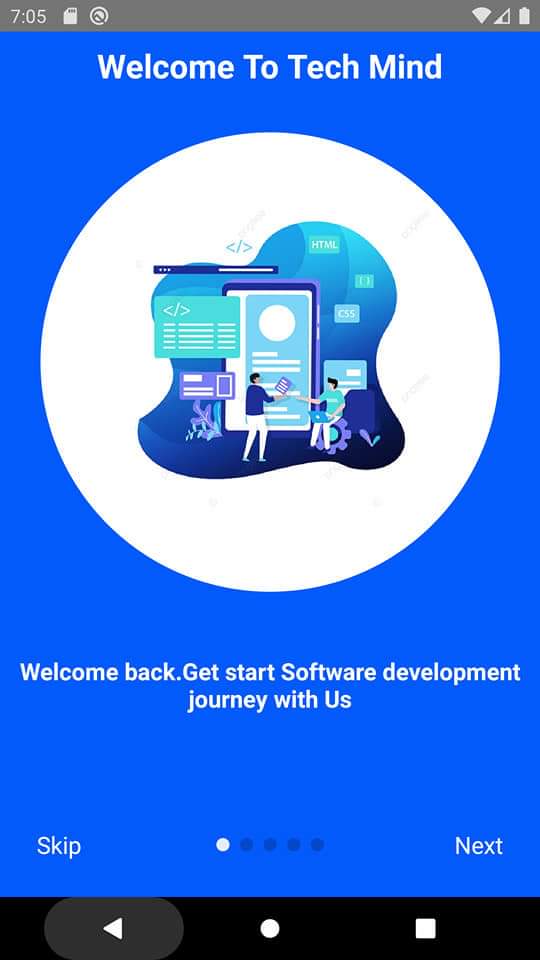 7:05
Welcome To Tech Mind
</>
HTML
{ }
CSS
</>
Welcome back.Get start Software development
journey with Us
Skip
Next